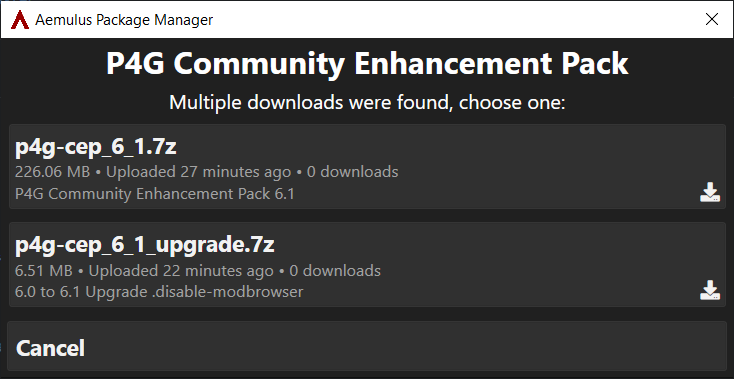 Aemulus Package Manager
P4G Community Enhancement Pack
Multiple downloads were found, choose one:
p4g-cep_6_1.7z
226.06 MB • Uploaded 27 minutes ago • 0 downloads
P4G Community Enhancement Pack 6.1
p4g-cep_6_1_upgrade.7z
6.51 MB • Uploaded 22 minutes ago • 0 downloads
6.0 to 6.1 Upgrade .disable-modbrowser
Cancel